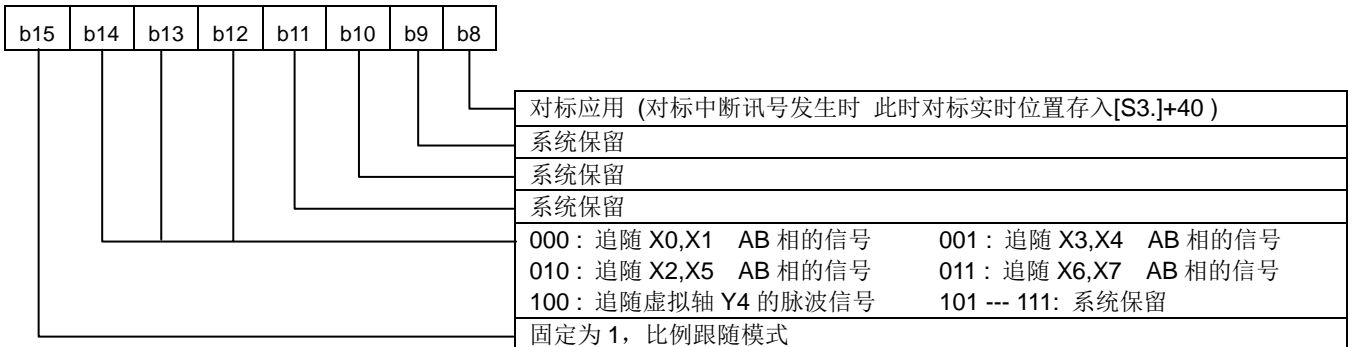 b15 b14 b13 b12 b11 b10 b9 b8
对标应用 (对标中断讯号发生时 此时对标实时位置存入[S3.]+40 )
系统保留
系统保留
系统保留
000 : 追随 X0,X1 AB 相的信号 001 : 追随 X3,X4 AB 相的信号
010 : 追随 X2,X5 AB 相的信号 011 : 追随 X6,X7 AB 相的信号
100 : 追随虚拟轴 Y4 的脉波信号 101 --- 111: 系统保留
固定为 1，比例跟随模式